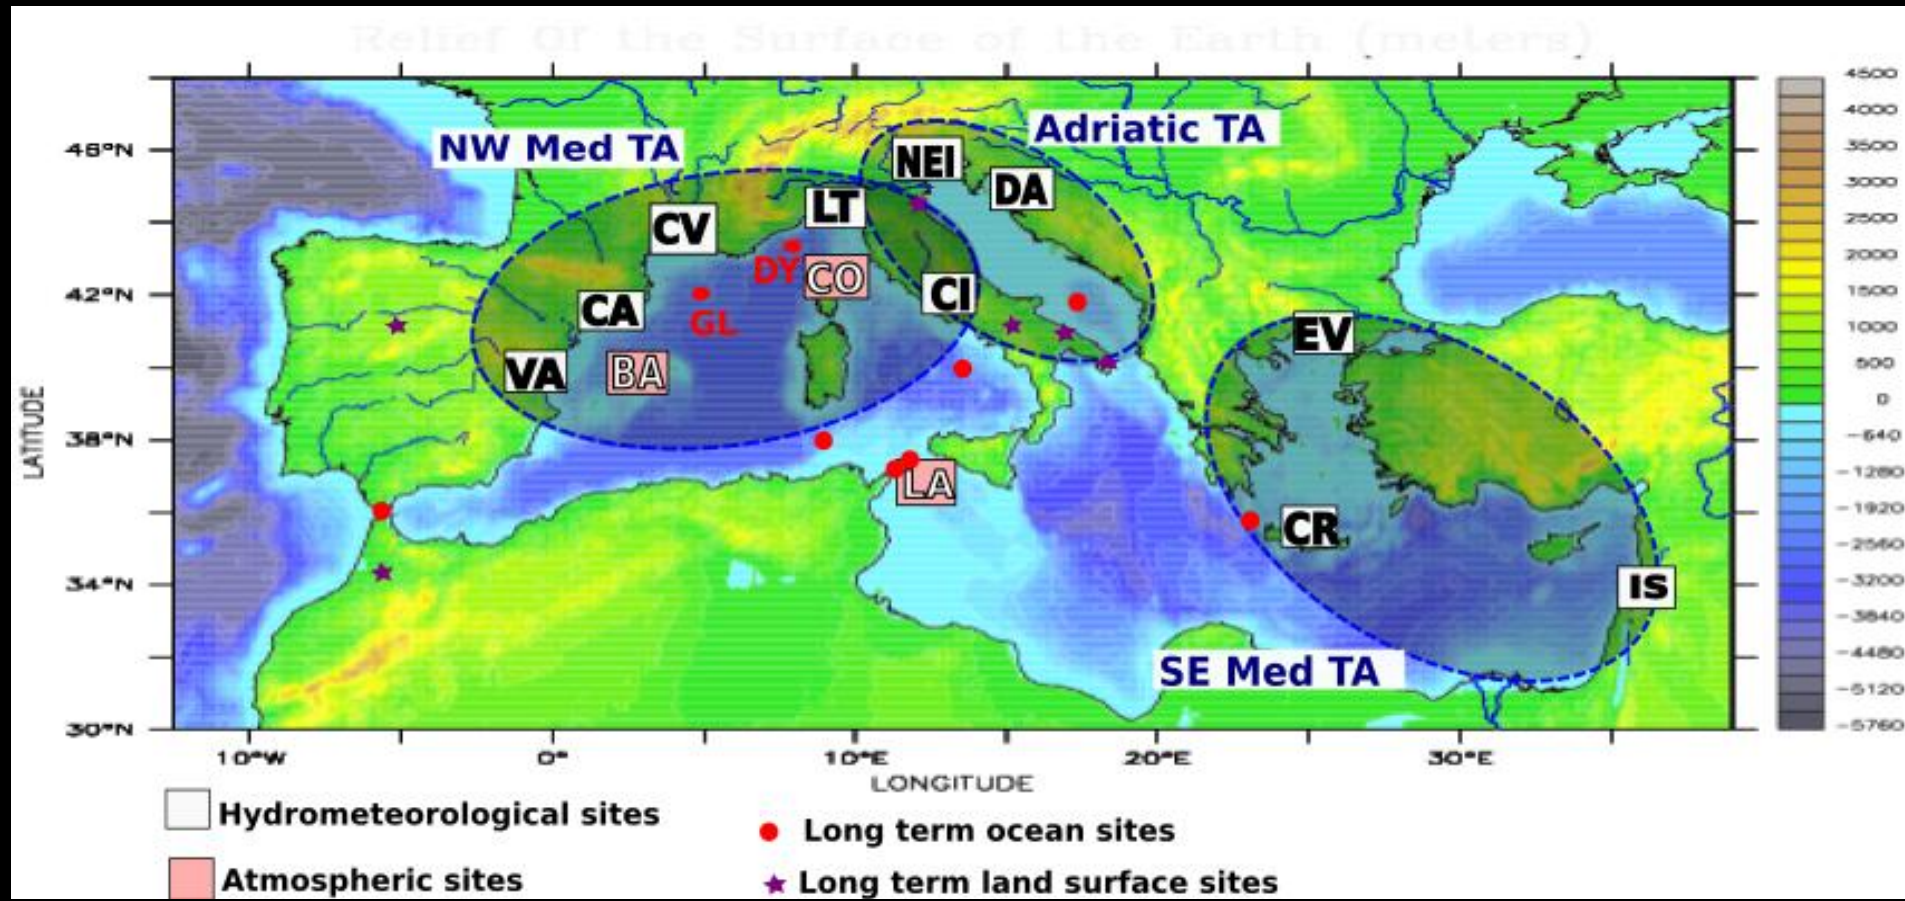 Relief Of the Surface of the Earth (meters)
NW Med TA
Adriatic TA
SE Med TA
NEI
DA
LT
CV
DY
CO
CI
CA
GL
VA
BA
LA
EV
CR
IS
LATITUDE
46°N
42°N
38°N
34°N
30°N
10°W
0°
10°E
20°E
30°E
LONGITUDE
4500
4000
3500
3000
2500
2000
1500
1000
500
0
-640
-1280
-1920
-2560
-3200
-3840
-4480
-5120
-5760
Hydrometeorological sites
Atmospheric sites
Long term ocean sites
Long term land surface sites